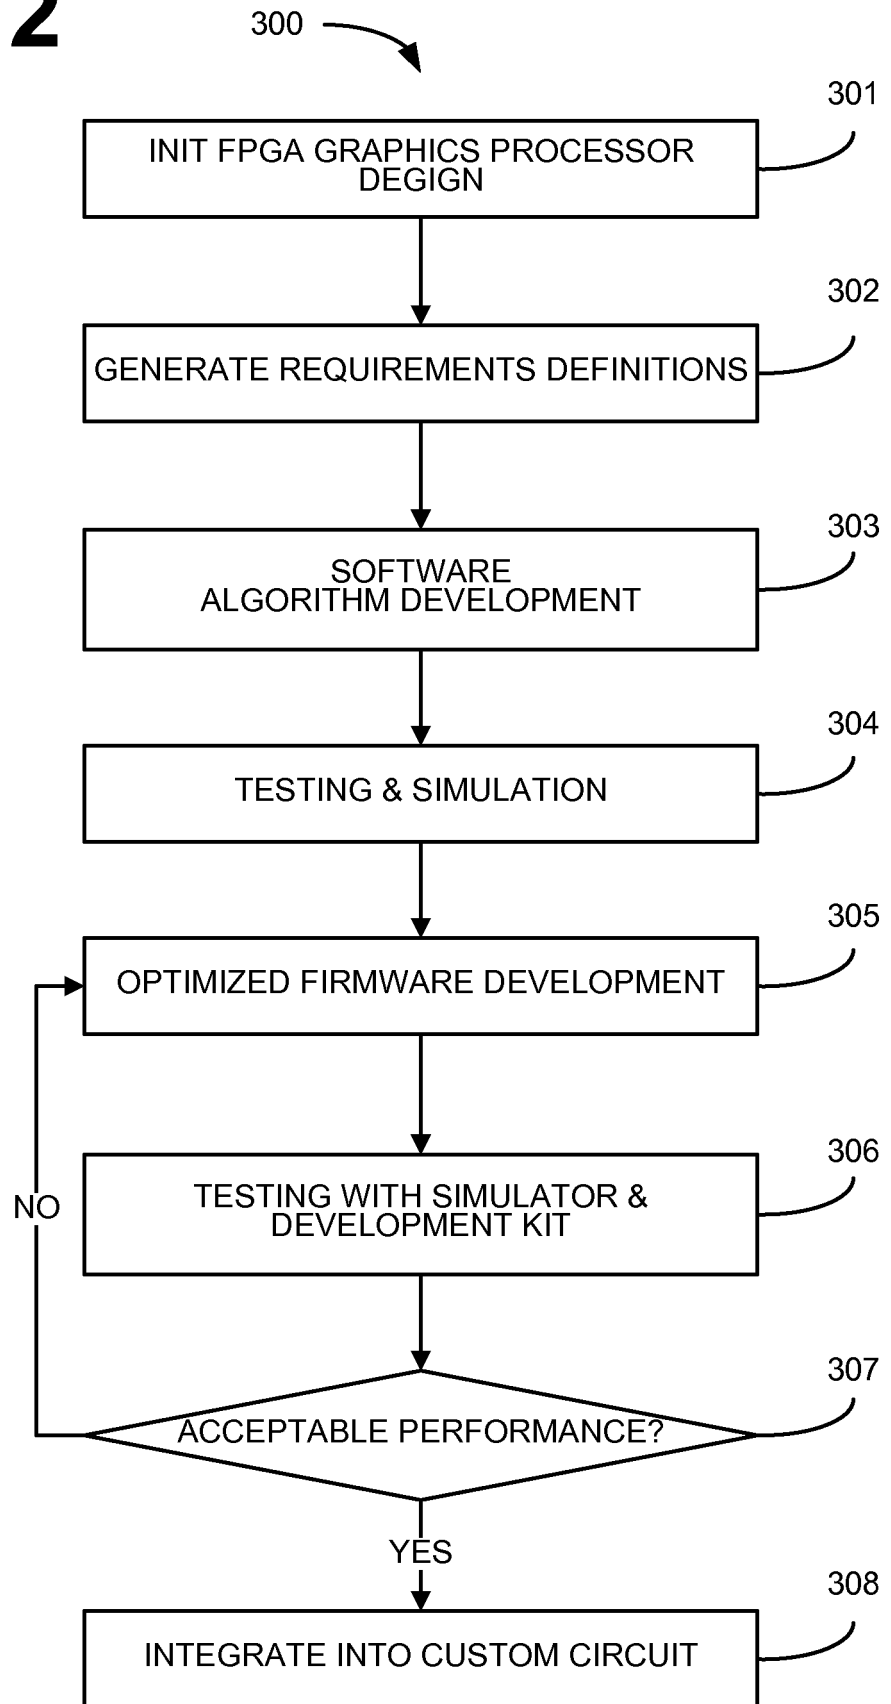 2
300
301
INIT FPGA GRAPHICS PROCESSOR
DEGIGN
302
GENERATE REQUIREMENTS DEFINITIONS
303
SOFTWARE
ALGORITHM DEVELOPMENT
304
TESTING & SIMULATION
305
OPTIMIZED FIRMWARE DEVELOPMENT
306
TESTING WITH SIMULATOR &
DEVELOPMENT KIT
NO
307
ACCEPTABLE PERFORMANCE?
YES
308
INTEGRATE INTO CUSTOM CIRCUIT